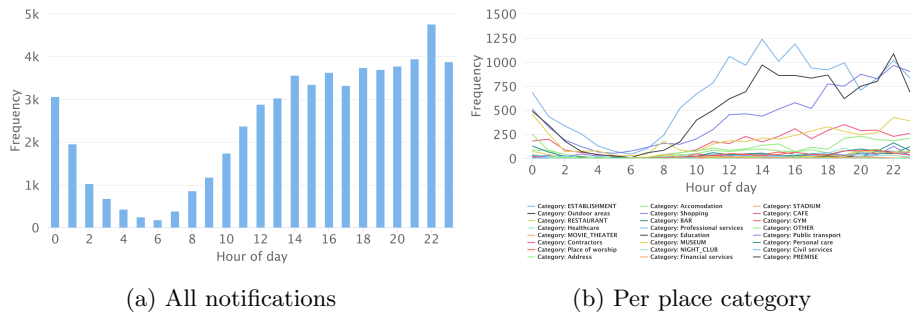 5k
4k
3k
2k
1k
0
Frequency
0 2 4 6 8 10 12 14 16 18 20 22
Hour of day
1500
1250
1000
750
500
250
0
Frequency
0 2 4 6 8 10 12 14 16 18 20 22
Hour of day
Category: ESTABLISHMENT Category: Accomodation Category: STADIUM
Category: Outdoor areas Category: Shopping Category: CAFE
Category: RESTAURANT Category: BAR Category: GYM
Category: Healthcare Category: Professional services Category: OTHER
Category: MOVIE_THEATER Category: Education Category: Public transport
Category: Contractors Category: MUSEUM Category: Personal care
Category: Place of worship Category: NIGHT_CLUB Category: Civil services
Category: Address Category: Financial services Category: PREMISE
(a) All notifications
(b) Per place category